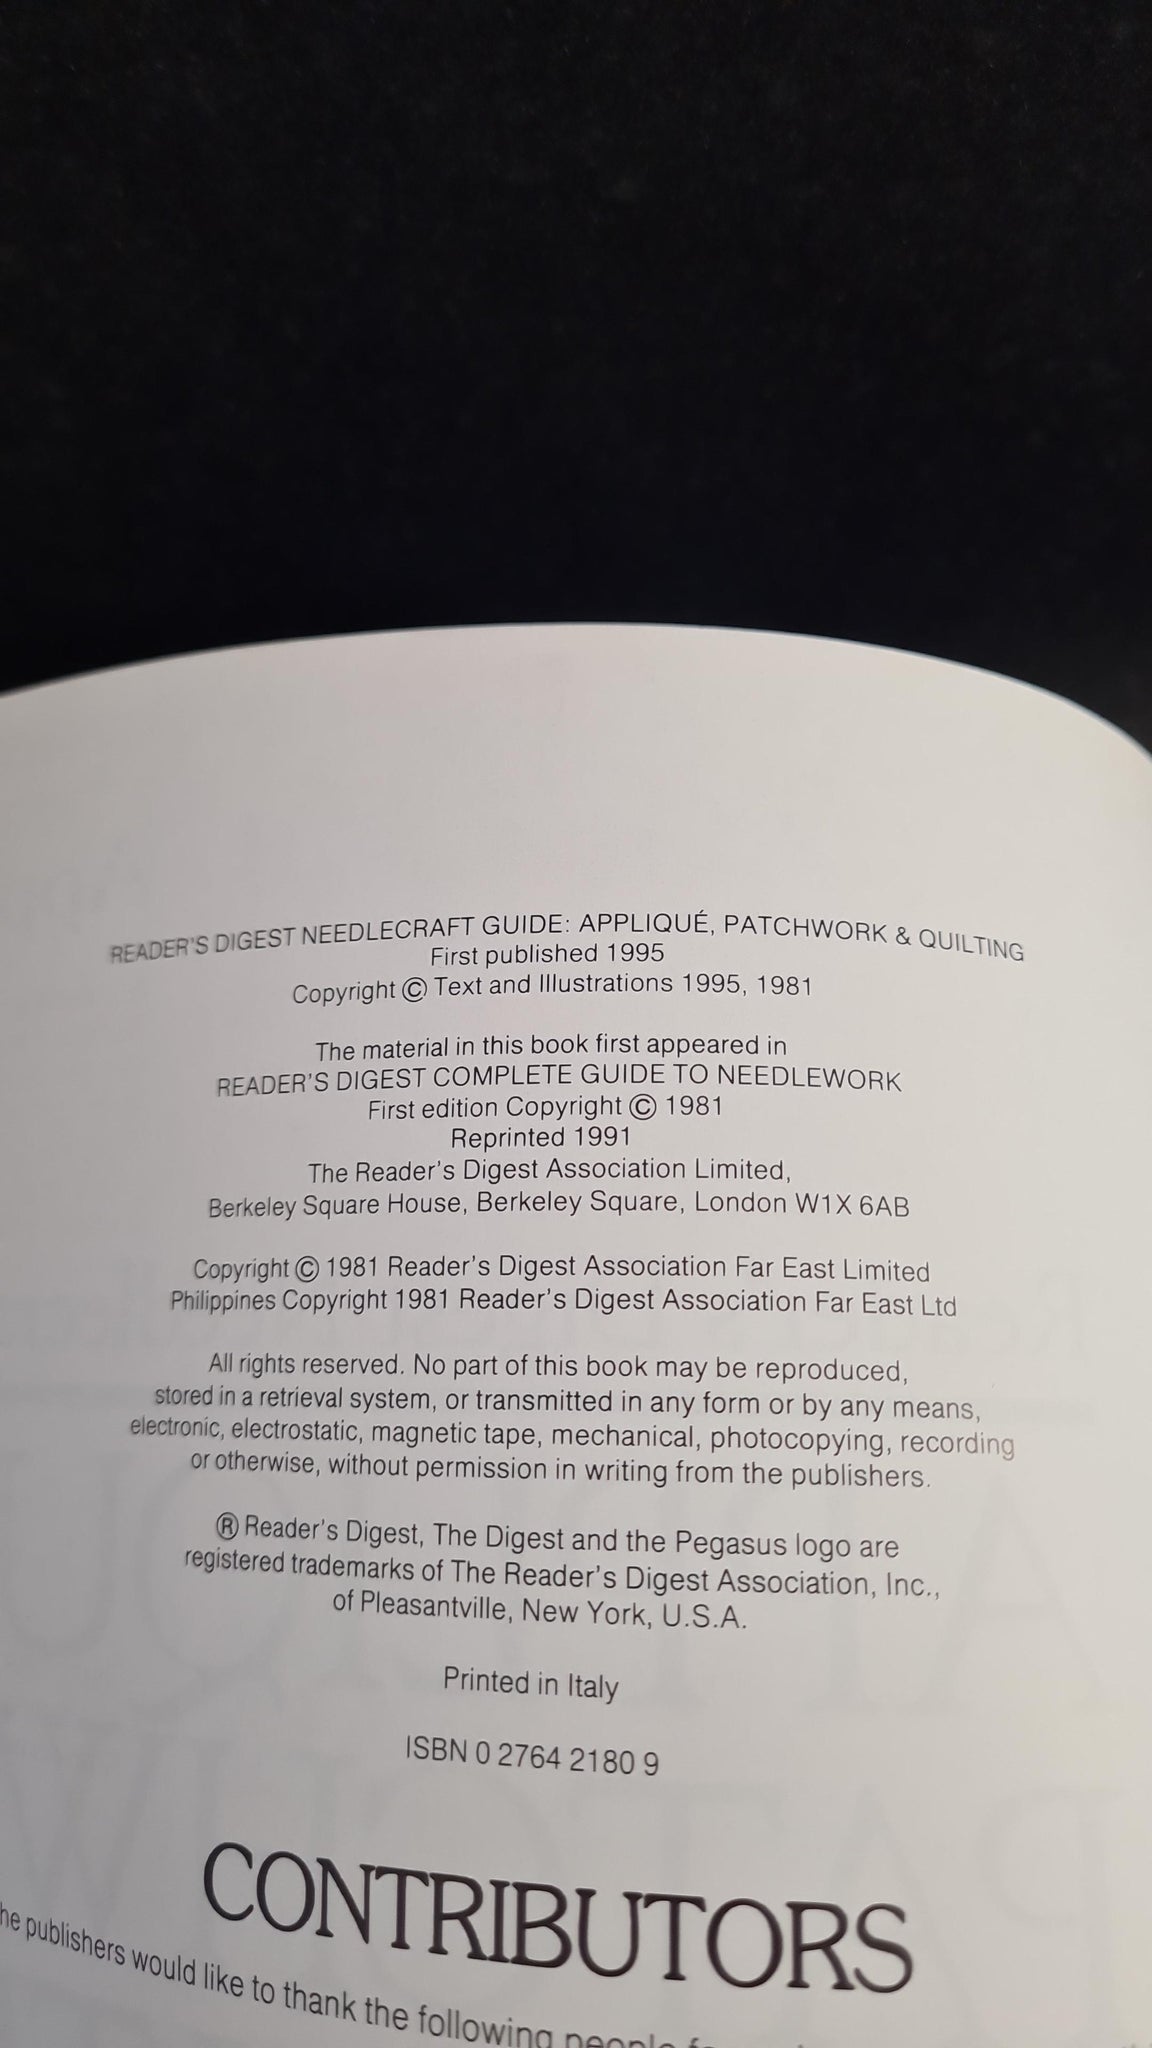 READER'S DIGEST NEEDLECRAFT GUIDE: APPLIQUÉ, PATCHWORK & QUILTING
First published 1995
Copyright © Text and Illustrations 1995, 1981
The material in this book first appeared in
READER'S DIGEST COMPLETE GUIDE TO NEEDLEWORK
First edition Copyright © 1981
Reprinted 1991
The Reader's Digest Association Limited,
Berkeley Square House, Berkeley Square, London W1X 6AB
Copyright © 1981 Reader's Digest Association Far East Limited
Philippines Copyright 1981 Reader's Digest Association Far East Ltd
All rights reserved. No part of this book may be reproduced,
stored in a retrieval system, or transmitted in any form or by any means,
electronic, electrostatic, magnetic tape, mechanical, photocopying, recording
or otherwise, without permission in writing from the publishers.
® Reader's Digest, The Digest and the Pegasus logo are
registered trademarks of The Reader's Digest Association, Inc.,
of Pleasantville, New York, U.S.A.
Printed in Italy
ISBN 0 2764 2180 9
CONTRIBUTORS
he publishers would like to thank the following people